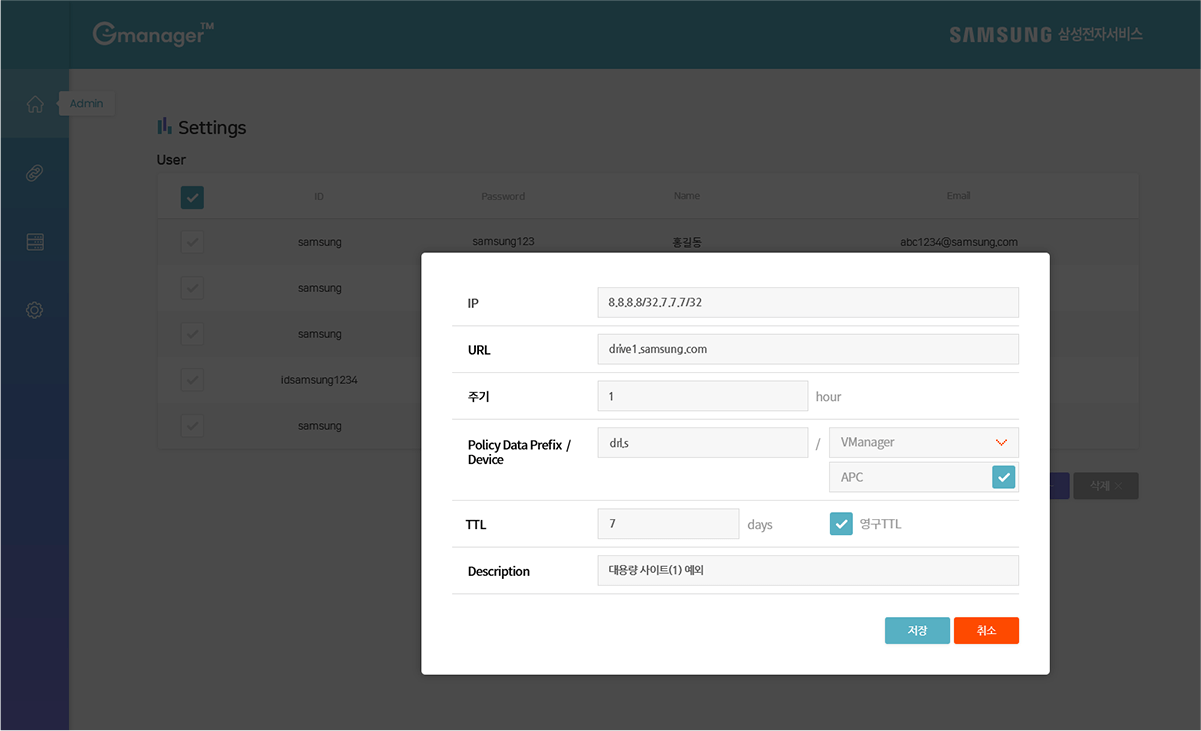 Gmanager™
SAMSUNG 삼성전자서비스
Admin
Settings
User
ID Password Name Email
samsung samsung123 홍길동 abc1234@samsung.com
samsung
samsung
idsamsung1234
samsung
IP 8.8.8.8/32,7.7.7/32
URL drive1.samsung.com
주기 1 hour
Policy Data Prefix / Device drl.s / VManager
APC
TTL 7 days 영구TTL
Description 대용량 사이트(1) 예외
삭제
저장 취소